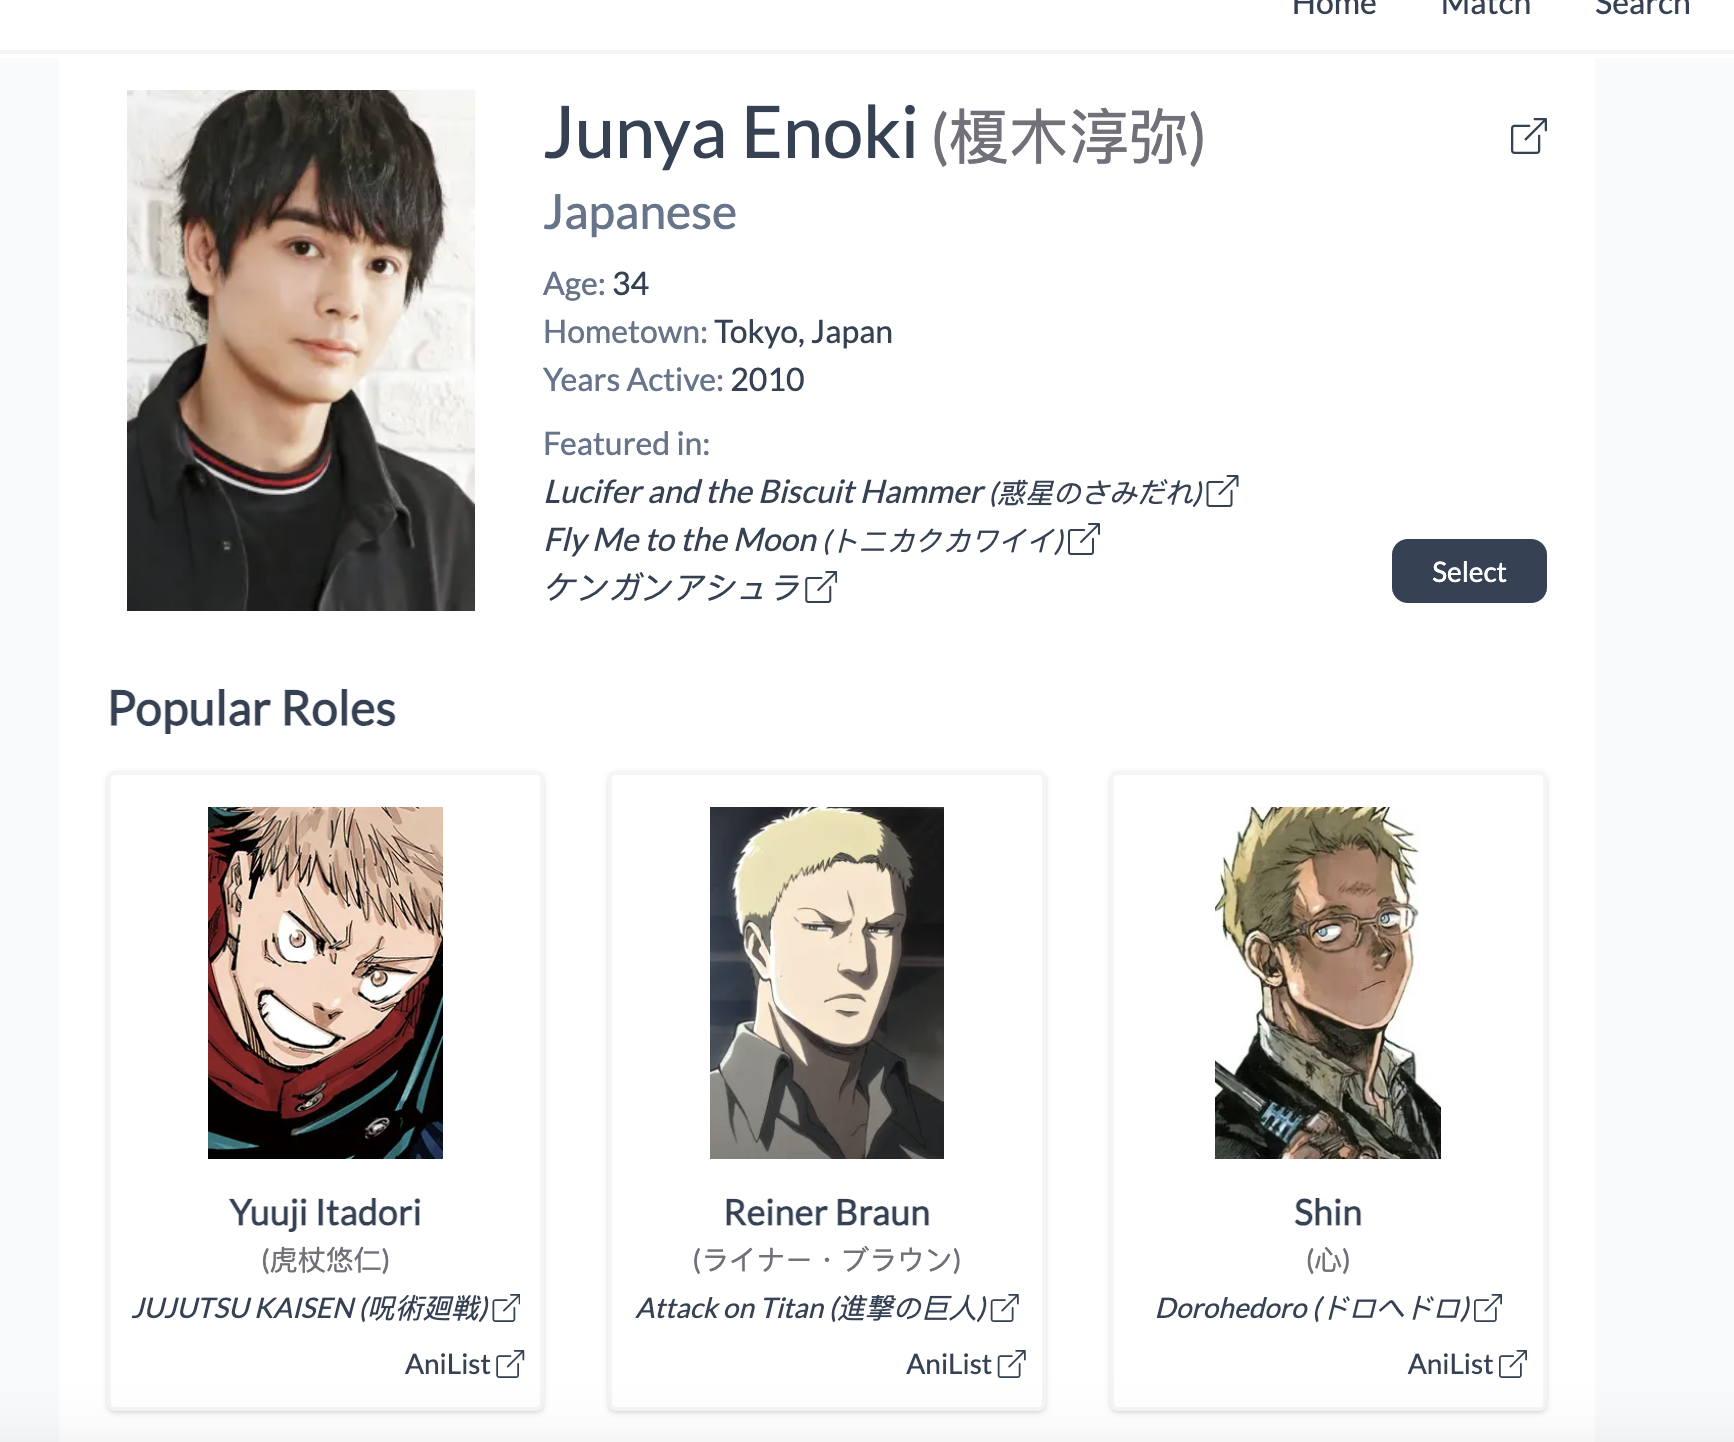 Home Match Search
Junya Enoki (榎木淳弥)
Japanese
Age: 34
Hometown: Tokyo, Japan
Years Active: 2010
Featured in:
Lucifer and the Biscuit Hammer (惑星のさみだれ)
Fly Me to the Moon (トニカクカワイイ)
ケンガンアシュラ
Select
Popular Roles
Yuuji Itadori
(虎杖悠仁)
JUJUTSU KAISEN (呪術廻戦)
AniList
Reiner Braun
(ライナー・ブラウン)
Attack on Titan (進撃の巨人)
AniList
Shin
(心)
Dorohedoro (ドロヘドロ)
AniList